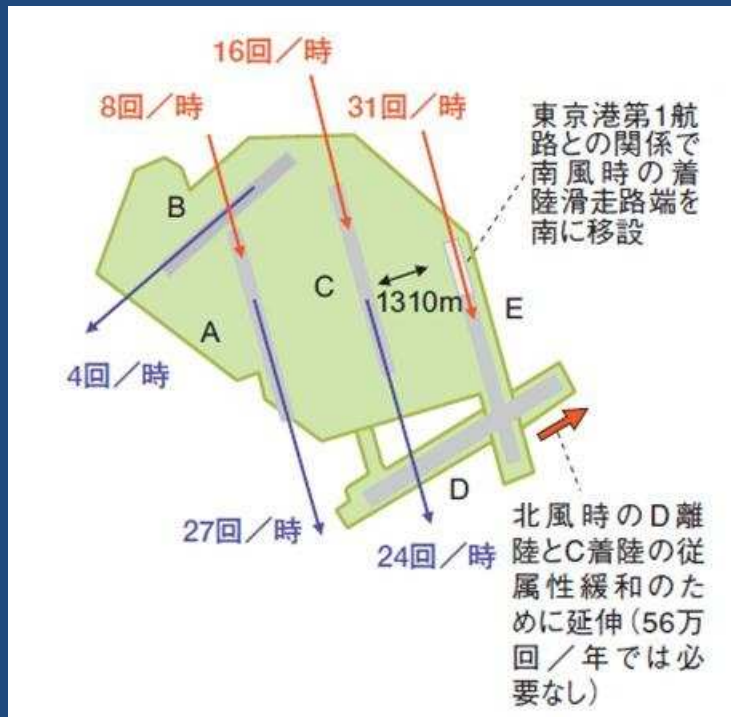 16回／時
8回／時
31回／時
東京港第1航
路との関係で
南風時の着
陸滑走路端を
南に移設
B
C
1310m
E
A
4回／時
D
27回／時
24回／時
北風時のD離
陸とC着陸の従
属性緩和のた
めに延伸（56万
回／年では必
要なし）